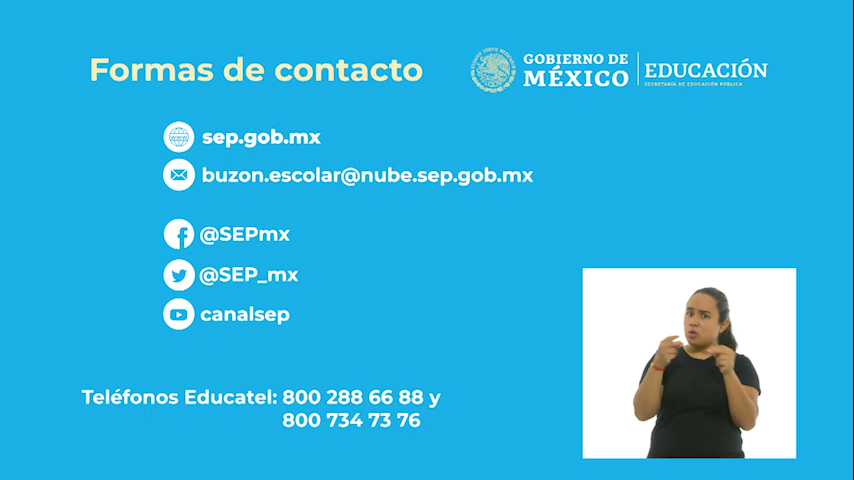 Formas de contacto
GOBIERNO DE
MÉXICO
EDUCACIÓN
SECRETARÍA DE EDUCACIÓN PÚBLICA
sep.gob.mx
buzon.escolar@nube.sep.gob.mx
@SEPmx
@SEP_mx
canalsep
Teléfonos Educatel: 800 288 66 88 y
800 734 73 76